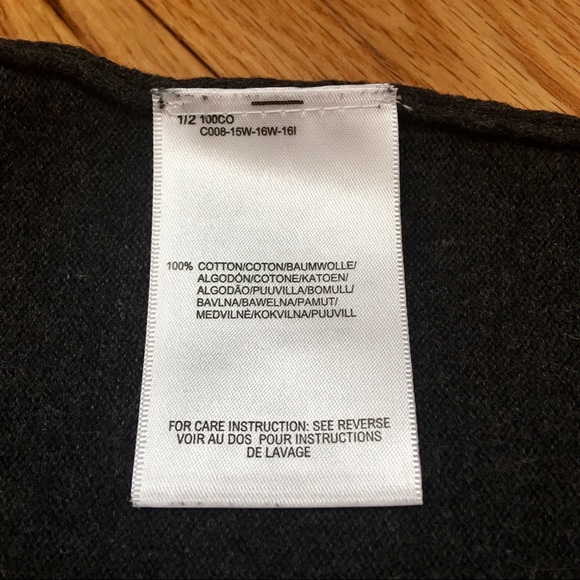 1/2 100CO
C008-15W-16W-16I
100% COTTON/COTON/BAUMWOLLE/
ALGODÓN/COTONE/KATOEN/
ALGODÃO/PUUVILLA/BOMULL/
BAVLNA/BAWELNA/PAMUT/
MEDVILNĖ/KOKVILNA/PUUVILL
FOR CARE INSTRUCTION: SEE REVERSE
VOIR AU DOS POUR INSTRUCTIONS
DE LAVAGE